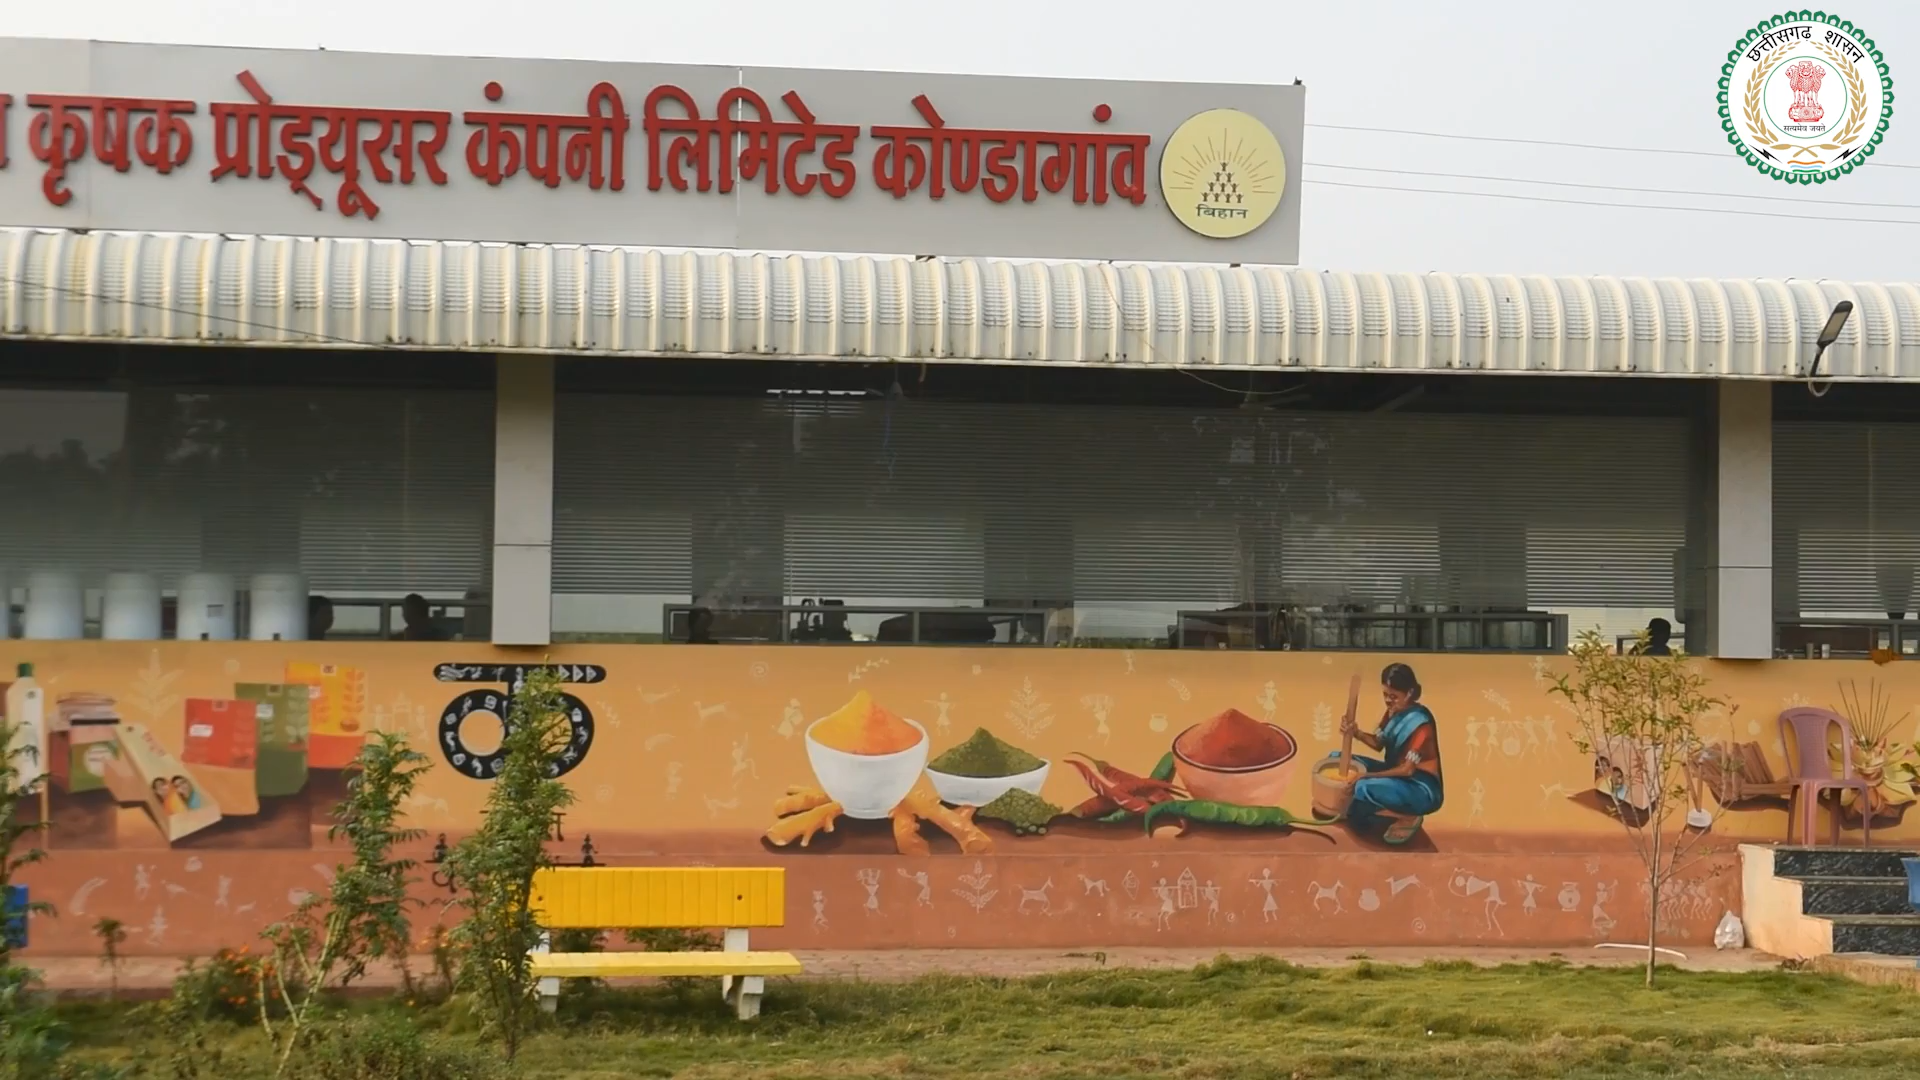 कृषक प्रोड्यूसर कंपनी लिमिटेड कोण्डागांव
बिहान
छत्तीसगढ़ शासन
सत्यमेव जयते
क